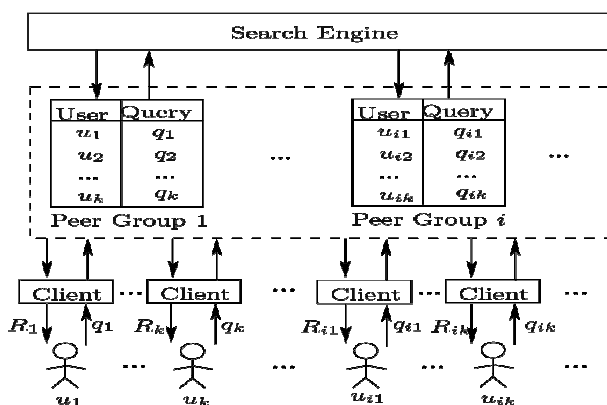 Search Engine
User Query User Query
u1 q1 ui1 qi1
u2 q2 ... ui2 qi2 ...
... ... ... ...
uk qk uik qik
Peer Group 1 Peer Group i
Client ... Client ... Client ... Client ...
R1 q1 Rk qk Ri1 qi1 Rik qik
... ... ... ...
u1 uk ui1 uik